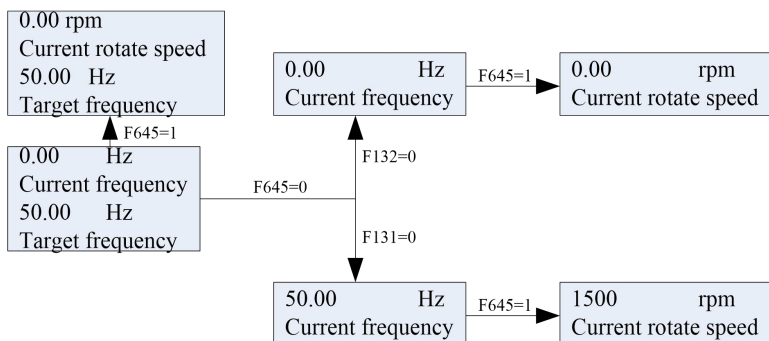 0.00 rpm
Current rotate speed
50.00 Hz
Target frequency
F645=1
0.00 Hz
Current frequency
50.00 Hz
Target frequency
F645=0
F132=0
F131=0
0.00 Hz
Current frequency
F645=1
0.00 rpm
Current rotate speed
50.00 Hz
Current frequency
F645=1
1500 rpm
Current rotate speed